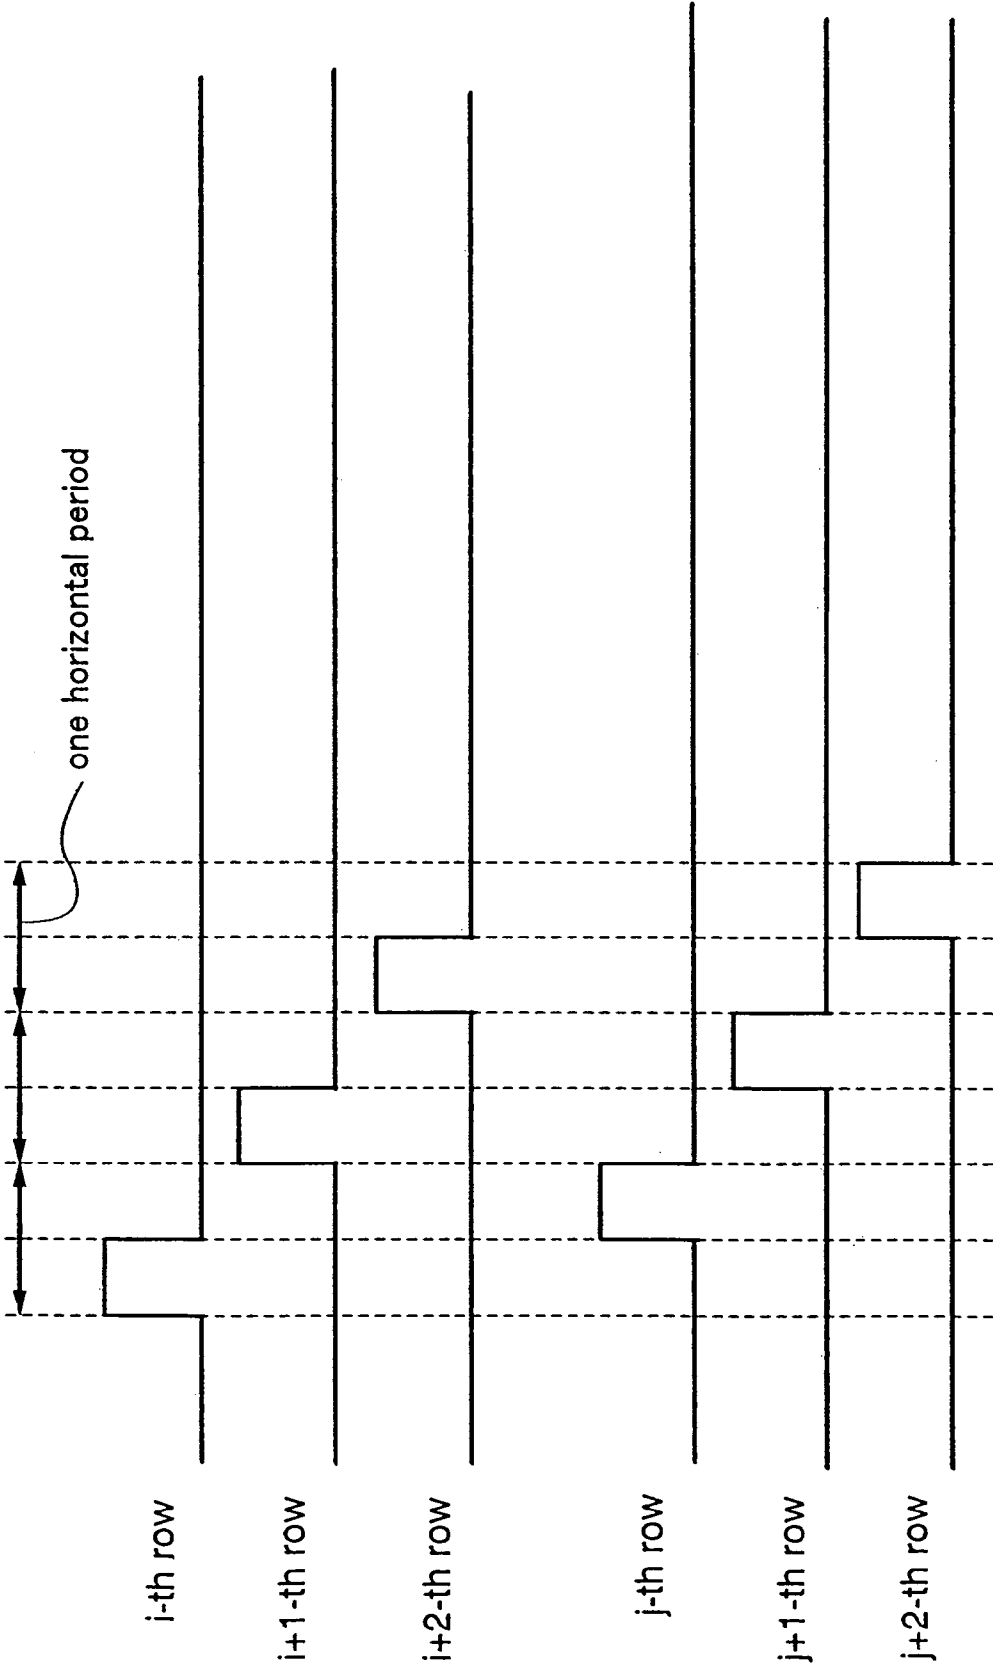 one horizontal period
i-th row
i+1-th row
i+2-th row
j-th row
j+1-th row
j+2-th row